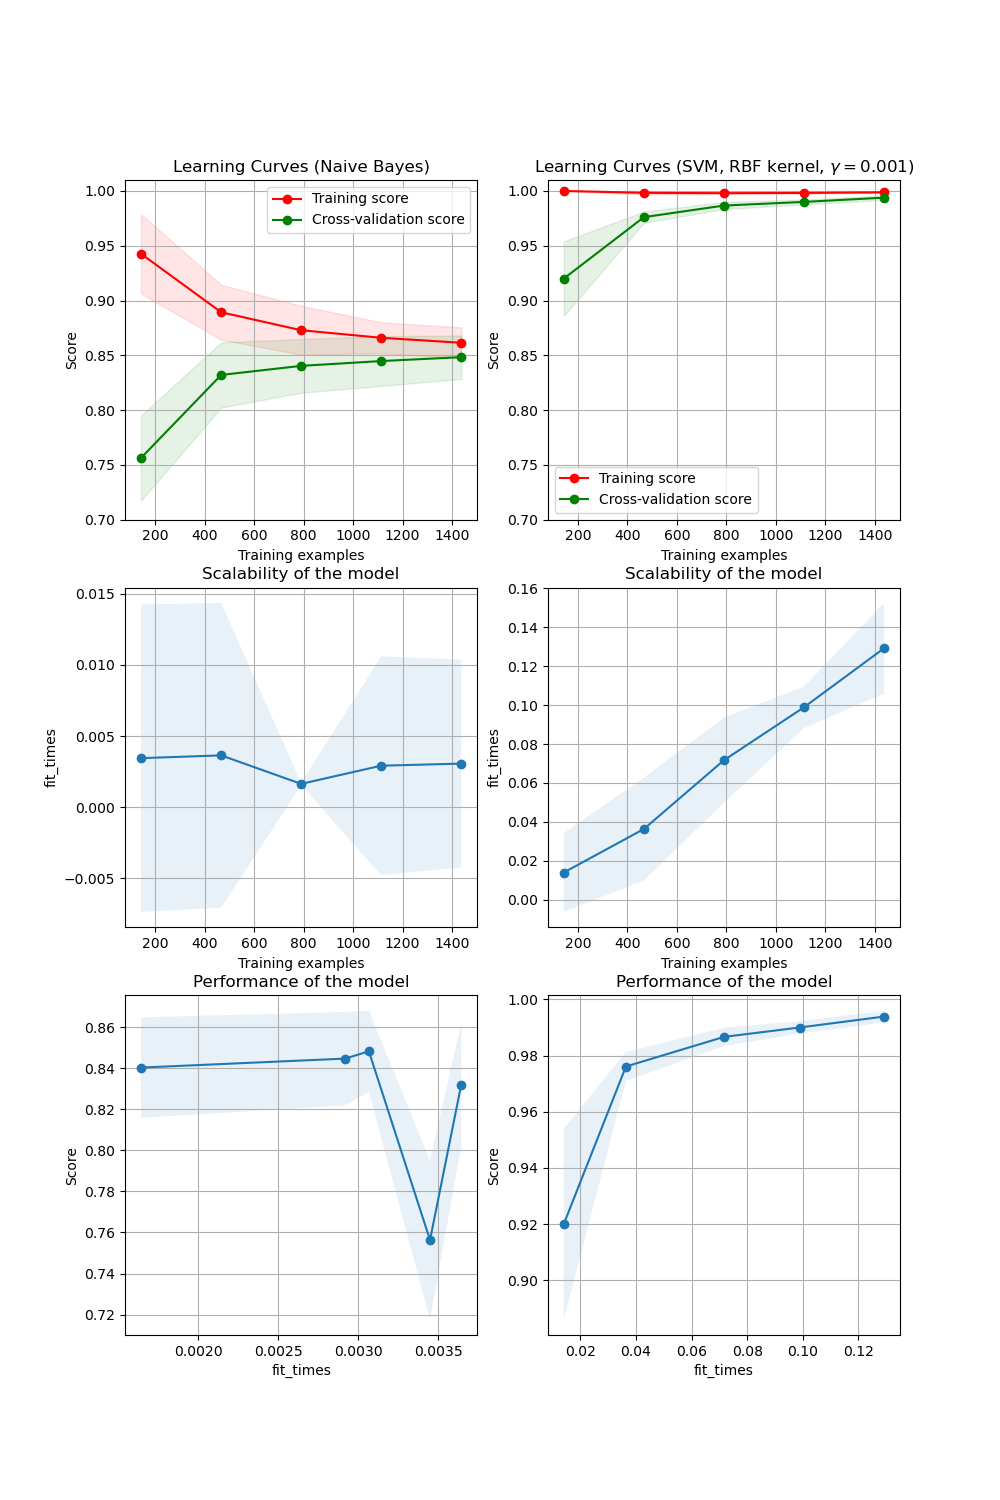 Learning Curves (Naive Bayes)
1.00
0.95
0.90
0.85
0.80
0.75
0.70
Score
Training score
Cross-validation score
200 400 600 800 1000 1200 1400
Training examples
Learning Curves (SVM, RBF kernel, γ = 0.001)
1.00
0.95
0.90
0.85
0.80
0.75
0.70
Score
Training score
Cross-validation score
200 400 600 800 1000 1200 1400
Training examples
Scalability of the model
0.015
0.010
0.005
0.000
−0.005
fit_times
200 400 600 800 1000 1200 1400
Training examples
Scalability of the model
0.16
0.14
0.12
0.10
0.08
0.06
0.04
0.02
0.00
fit_times
200 400 600 800 1000 1200 1400
Training examples
Performance of the model
0.86
0.84
0.82
0.80
0.78
0.76
0.74
0.72
Score
0.0020 0.0025 0.0030 0.0035
fit_times
Performance of the model
1.00
0.98
0.96
0.94
0.92
0.90
Score
0.02 0.04 0.06 0.08 0.10 0.12
fit_times